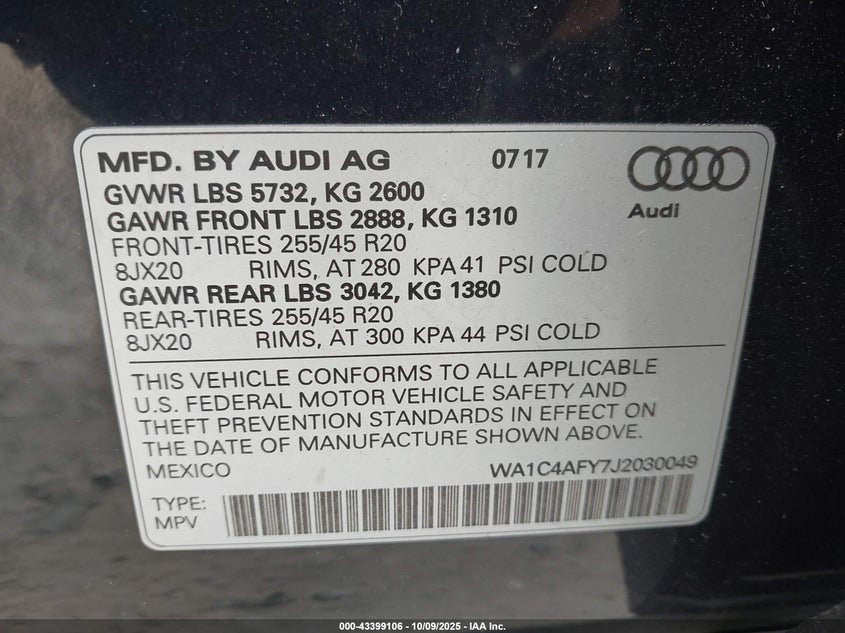 MFD. BY AUDI AG 0717
GVWR LBS 5732, KG 2600
GAWR FRONT LBS 2888, KG 1310
Audi
FRONT-TIRES 255/45 R20
8JX20 RIMS, AT 280 KPA 41 PSI COLD
GAWR REAR LBS 3042, KG 1380
REAR-TIRES 255/45 R20
8JX20 RIMS, AT 300 KPA 44 PSI COLD
THIS VEHICLE CONFORMS TO ALL APPLICABLE
U.S. FEDERAL MOTOR VEHICLE SAFETY AND
THEFT PREVENTION STANDARDS IN EFFECT ON
THE DATE OF MANUFACTURE SHOWN ABOVE.
MEXICO WA1C4AFY7J2030049
TYPE:
MPV
000-43399106 - 10/09/2025 - IAA Inc.